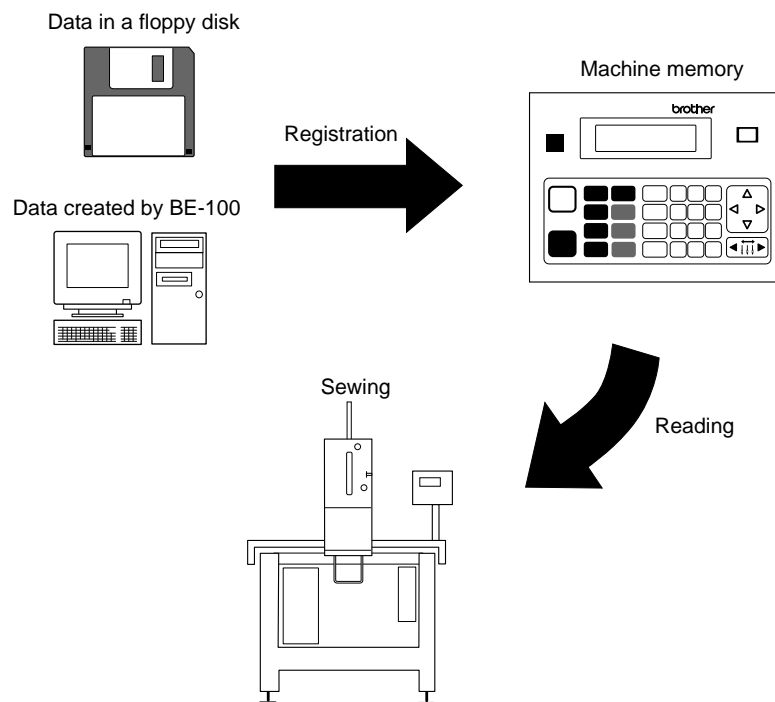 Data in a floppy disk
Machine memory
brother
Registration
Data created by BE-100
Sewing
Reading